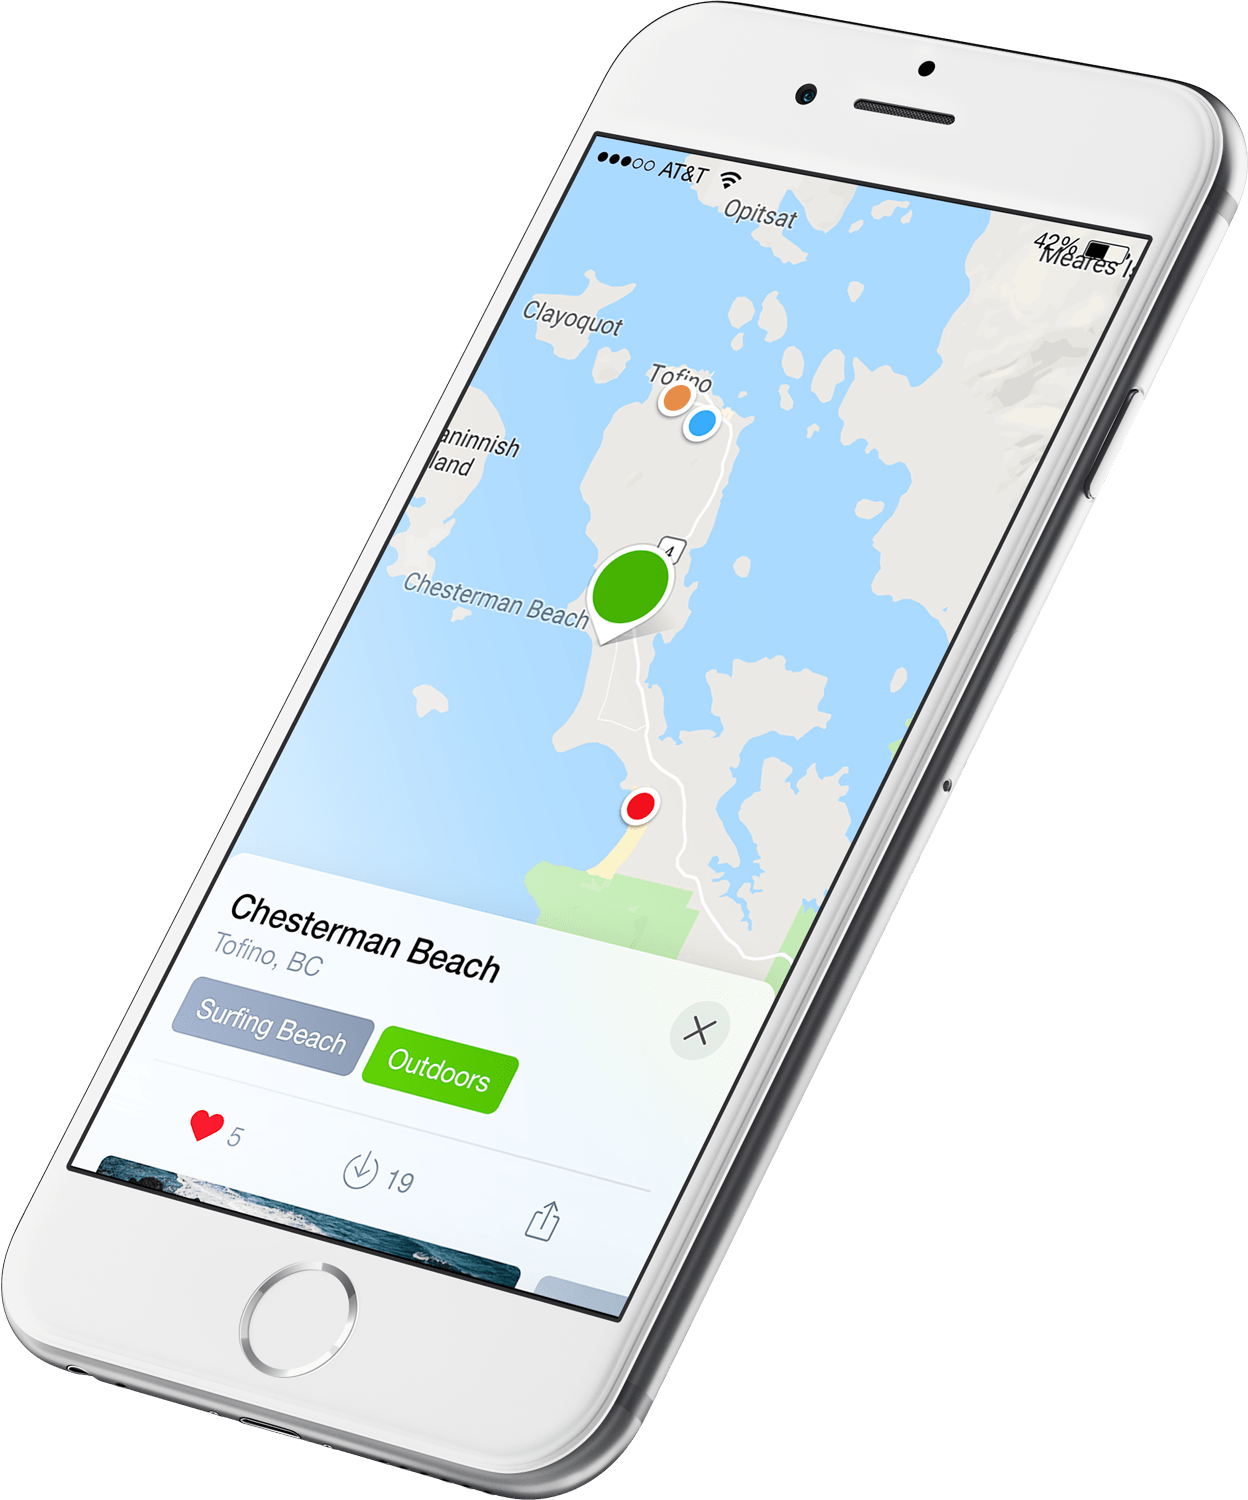 AT&T
42%
Opitsat
Meares Is
Clayoquot
Tofino
aninnish
land
4
Chesterman Beach
Chesterman Beach
Tofino, BC
Surfing Beach
Outdoors
5
19